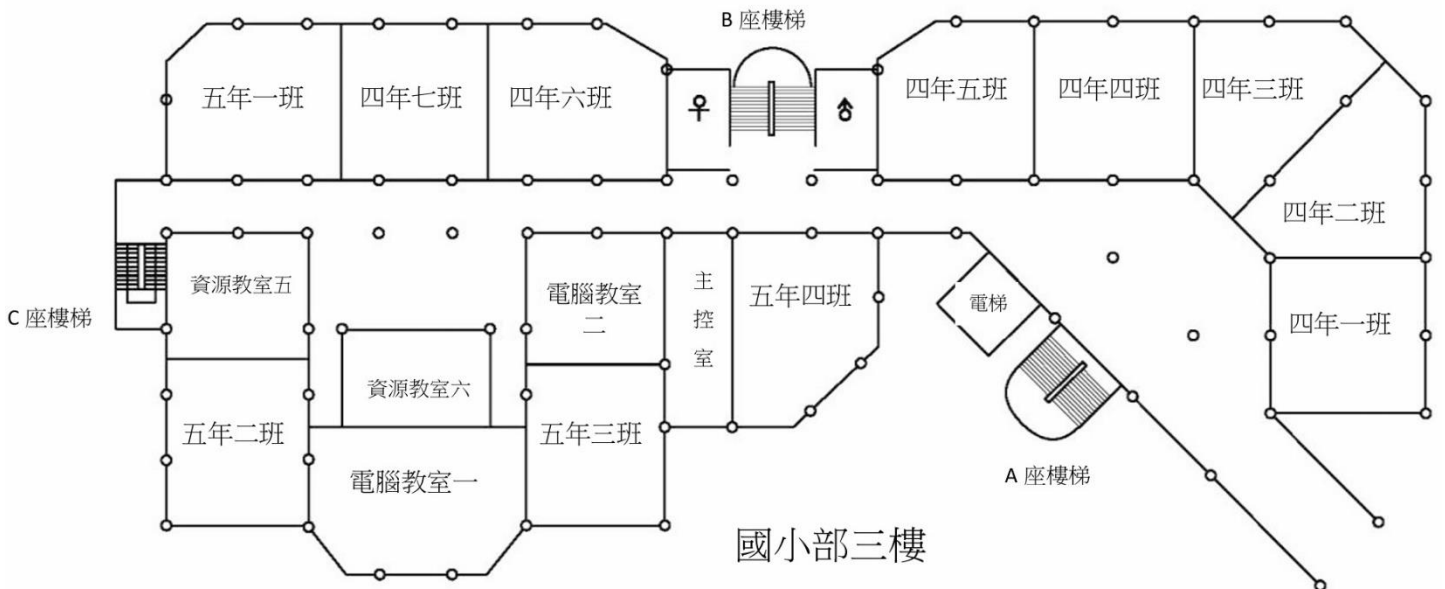 B 座樓梯
五年一班
四年七班
四年六班
四年五班
四年四班
四年三班
四年二班
資源教室五
電腦教室
二
主
控
室
五年四班
電梯
四年一班
C 座樓梯
資源教室六
五年二班
五年三班
電腦教室一
A 座樓梯
國小部三樓